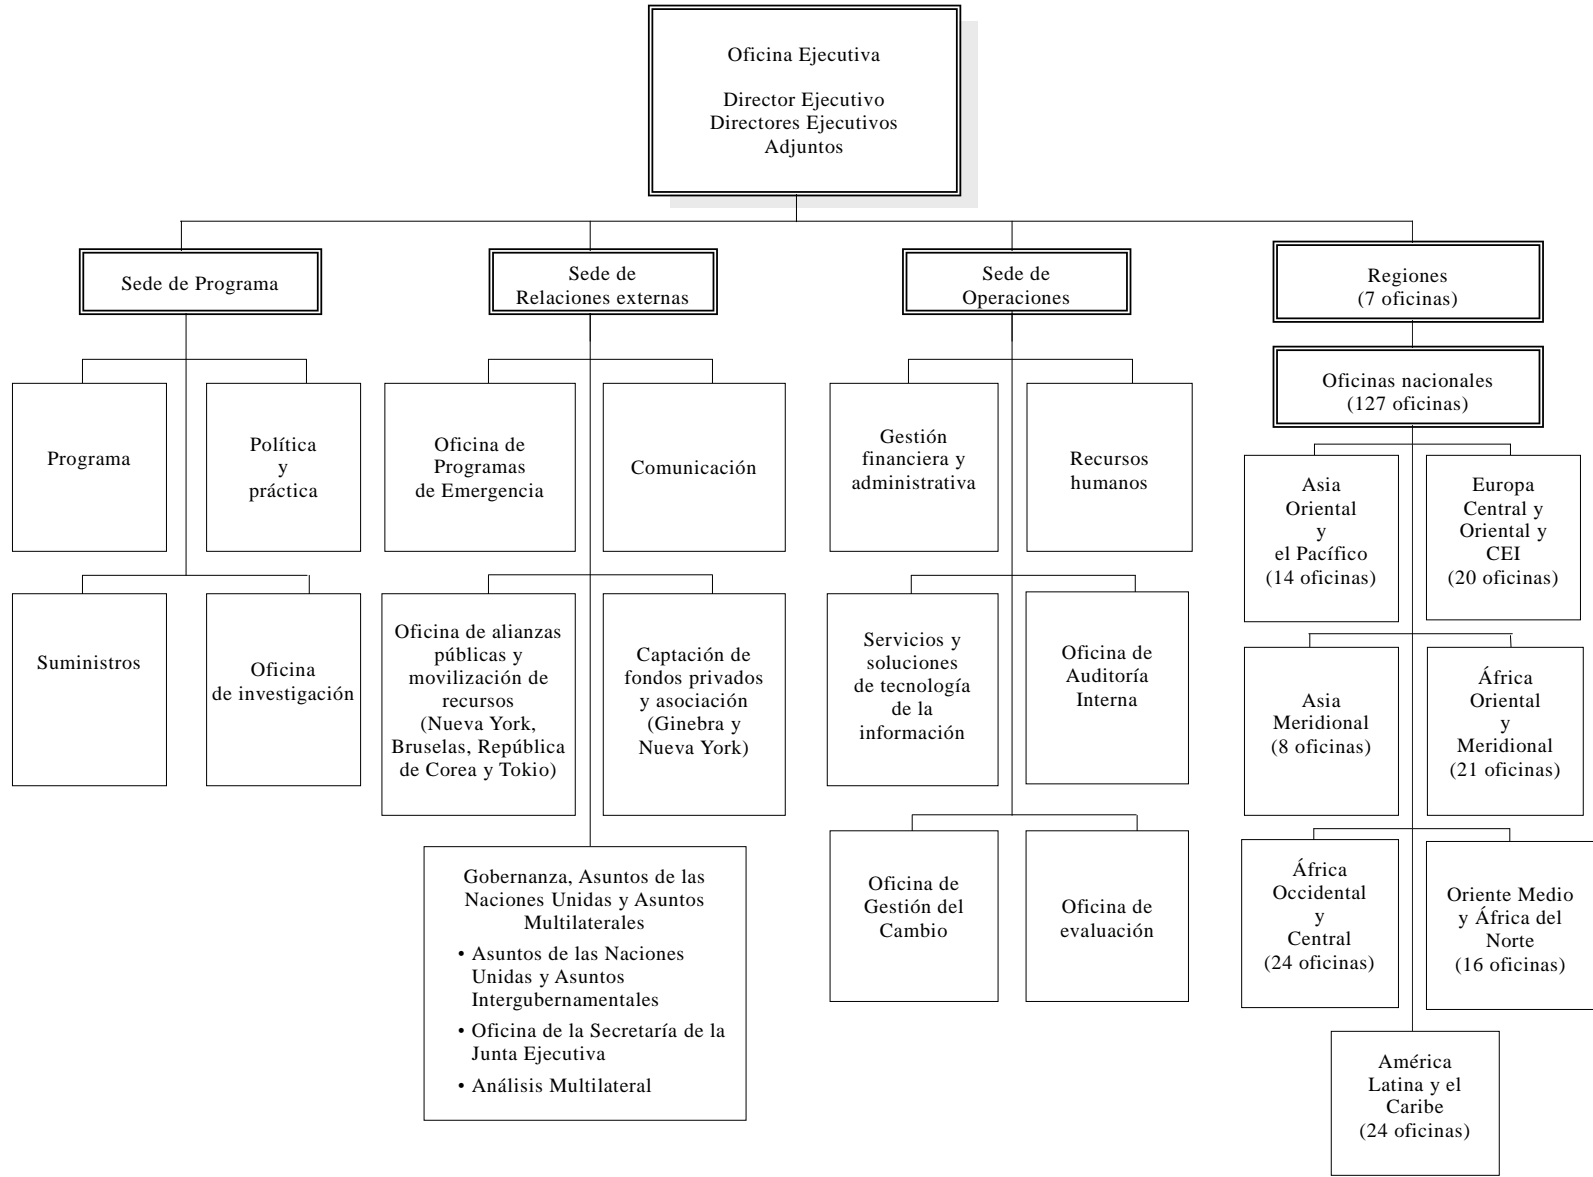 Oficina Ejecutiva
Director Ejecutivo
Directores Ejecutivos
Adjuntos
Sede de Programa
Sede de
Relaciones externas
Sede de
Operaciones
Regiones
(7 oficinas)
Oficinas nacionales
(127 oficinas)
Programa
Política
y
práctica
Suministros
Oficina
de investigación
Oficina de
Programas
de Emergencia
Comunicación
Oficina de alianzas
públicas y
movilización de
recursos
(Nueva York,
Bruselas, República
de Corea y Tokio)
Captación de
fondos privados
y asociación
(Ginebra y
Nueva York)
Gobernanza, Asuntos de las
Naciones Unidas y Asuntos
Multilaterales
• Asuntos de las Naciones
Unidas y Asuntos
Intergubernamentales
• Oficina de la Secretaría de la
Junta Ejecutiva
• Análisis Multilateral
Gestión
financiera y
administrativa
Recursos
humanos
Servicios y
soluciones
de tecnología
de la
información
Oficina de
Auditoría
Interna
Oficina de
Gestión del
Cambio
Oficina de
evaluación
Asia
Oriental
y
el Pacífico
(14 oficinas)
Europa
Central y
Oriental y
CEI
(20 oficinas)
Asia
Meridional
(8 oficinas)
África
Oriental
y
Meridional
(21 oficinas)
África
Occidental
y
Central
(24 oficinas)
Oriente Medio
y África del
Norte
(16 oficinas)
América
Latina y el
Caribe
(24 oficinas)